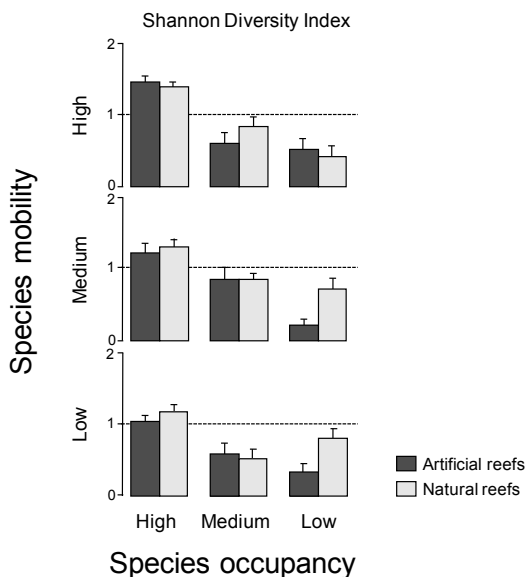 Shannon Diversity Index
Species mobility
High
2
1
0
Medium
2
1
0
Low
2
1
0
High Medium Low
Species occupancy
Artificial reefs
Natural reefs